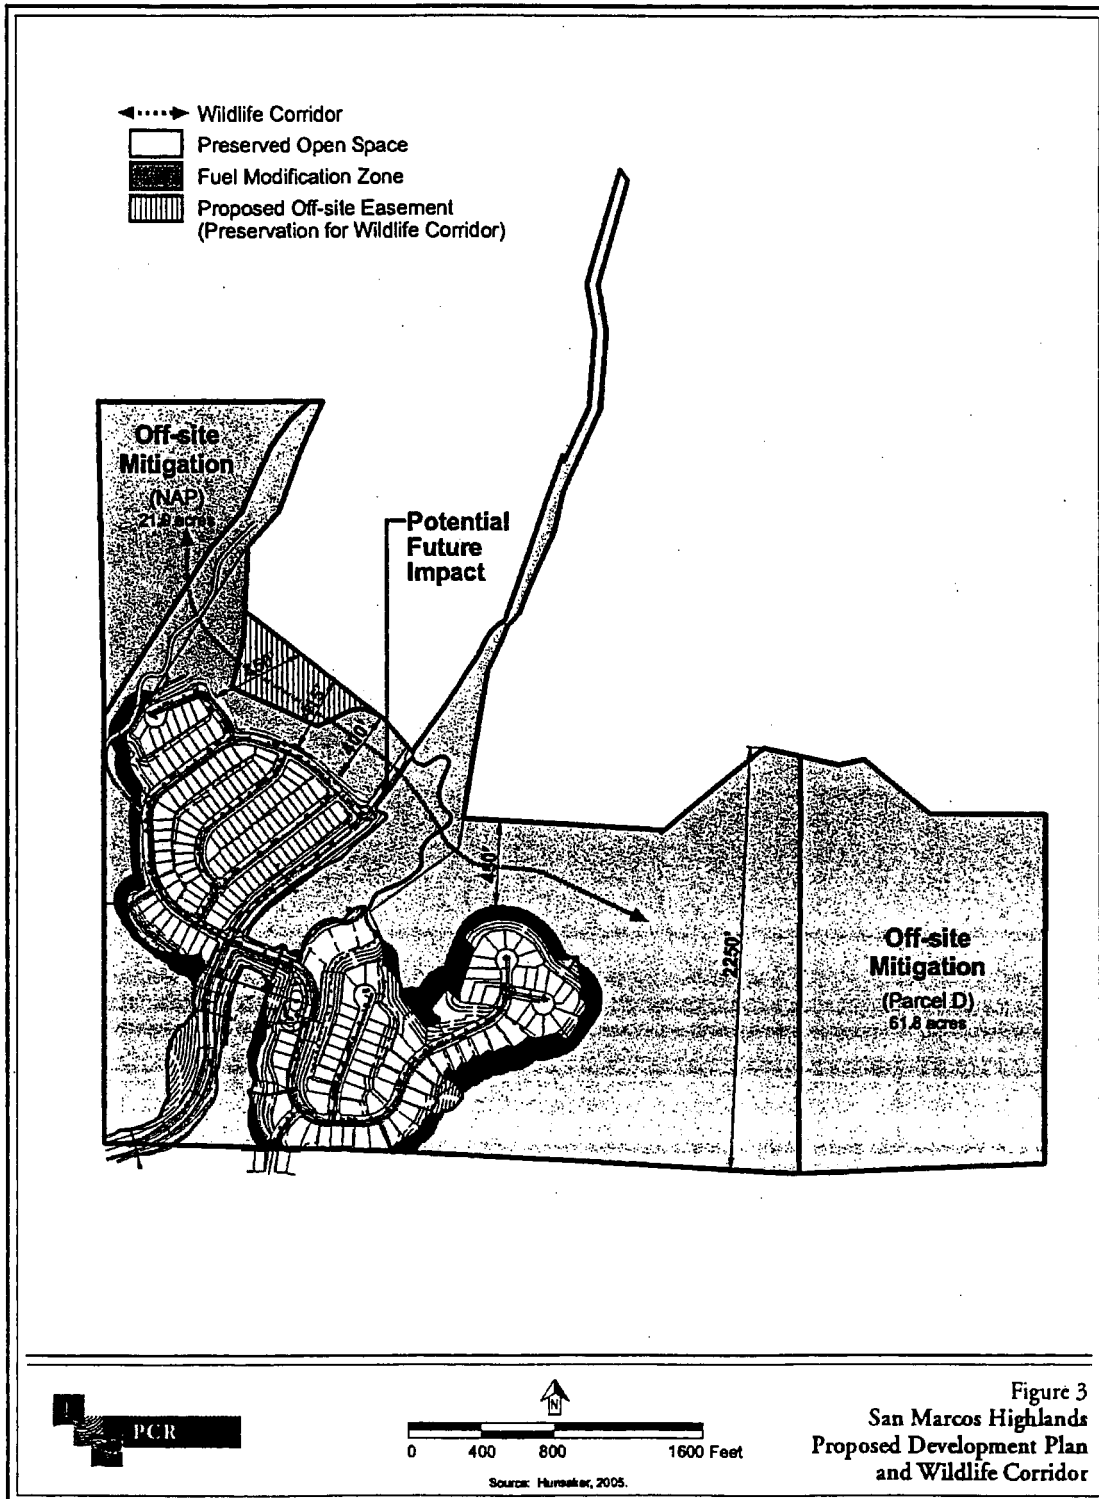 Wildlife Corridor
Preserved Open Space
Fuel Modification Zone
Proposed Off-site Easement
(Preservation for Wildlife Corridor)
Off-site
Mitigation
(NAP)
21.9 acres
Potential
Future
Impact
400'
2250'
Off-site
Mitigation
(Parcel D)
61.8 acres
PCR
N
0 400 800 1600 Feet
Source: Hunsaker, 2005.
Figure 3
San Marcos Highlands
Proposed Development Plan
and Wildlife Corridor